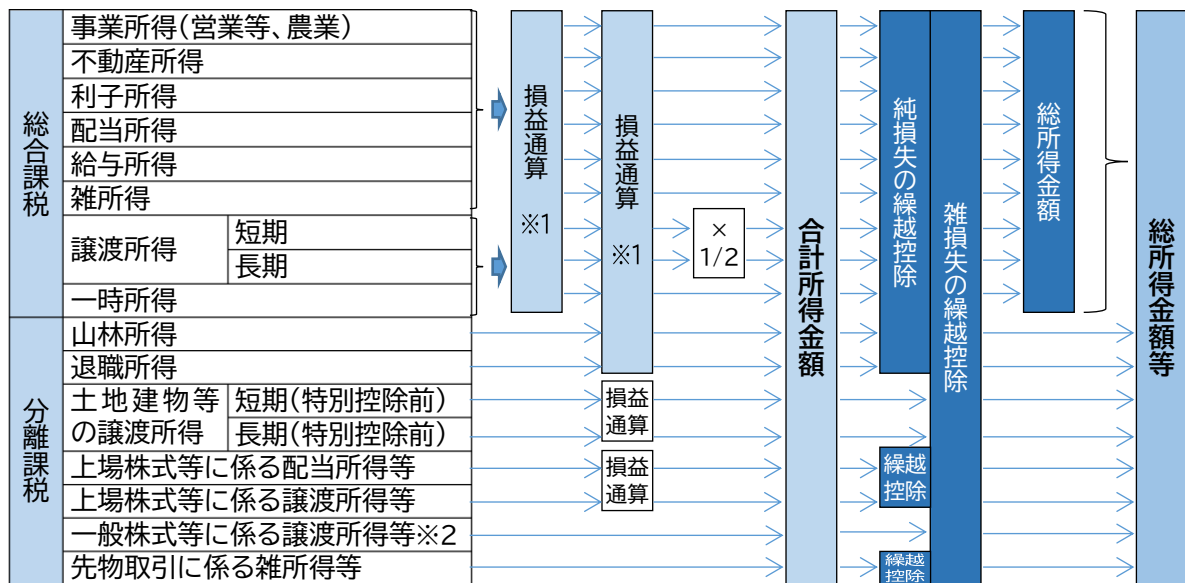 総合課税
事業所得(営業等、農業)
不動産所得
利子所得
配当所得
給与所得
雑所得
譲渡所得
短期
長期
一時所得
分離課税
山林所得
退職所得
土地建物等
の譲渡所得
短期(特別控除前)
長期(特別控除前)
上場株式等に係る配当所得等
上場株式等に係る譲渡所得等
一般株式等に係る譲渡所得等※2
先物取引に係る雑所得等
損益通算
※1
損益通算
※1
損益
通算
損益
通算
×
1/2
合計所得金額
純損失の繰越控除
繰越
控除
繰越
控除
雑損失の繰越控除
総所得金額
総所得金額等